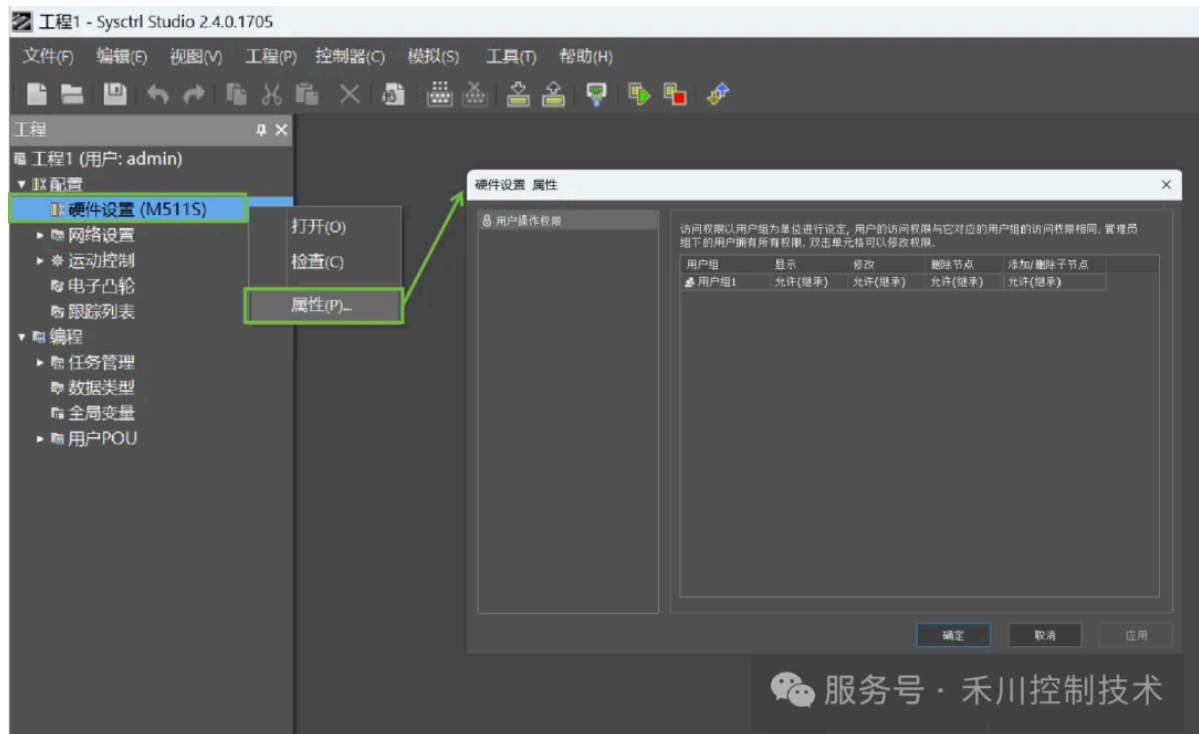 工程1 - Sysctrl Studio 2.4.0.1705
文件(F) 编辑(E) 视图(V) 工程(P) 控制器(C) 模拟(S) 工具(T) 帮助(H)
工程
工程1 (用户: admin)
配置
硬件设置 (M511S)
网络设置
运动控制
电子凸轮
跟踪列表
编程
任务管理
数据类型
全局变量
用户POU
打开(O)
检查(C)
属性(P)...
硬件设置 属性
用户操作权限
访问权限以用户组为单位进行设定, 用户的访问权限与它对应的用户组的访问权限相同. 管理员
组下的用户拥有所有权限. 双击单元格可以修改权限.
用户组 显示 修改 删除节点 添加/删除子节点
用户组1 允许(继承) 允许(继承) 允许(继承) 允许(继承)
确定 取消 应用
服务号 · 禾川控制技术